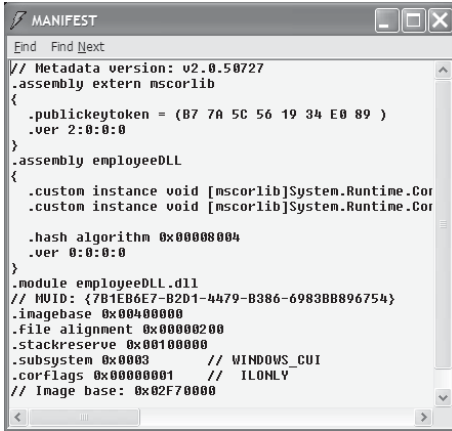 MANIFEST
Find Find Next
// Metadata version: v2.0.50727
.assembly extern mscorlib
{
  .publickeytoken = (B7 7A 5C 56 19 34 E0 89 )
  .ver 2:0:0:0
}
.assembly employeeDLL
{
  .custom instance void [mscorlib]System.Runtime.Com
  .custom instance void [mscorlib]System.Runtime.Com

  .hash algorithm 0x00008004
  .ver 0:0:0:0
}
.module employeeDLL.dll
// MVID: {7B1EB6E7-B2D1-4479-B386-6983BB896754}
.imagebase 0x00400000
.file alignment 0x00000200
.stackreserve 0x00100000
.subsystem 0x0003       // WINDOWS_CUI
.corflags 0x00000001    //  ILONLY
// Image base: 0x02F70000